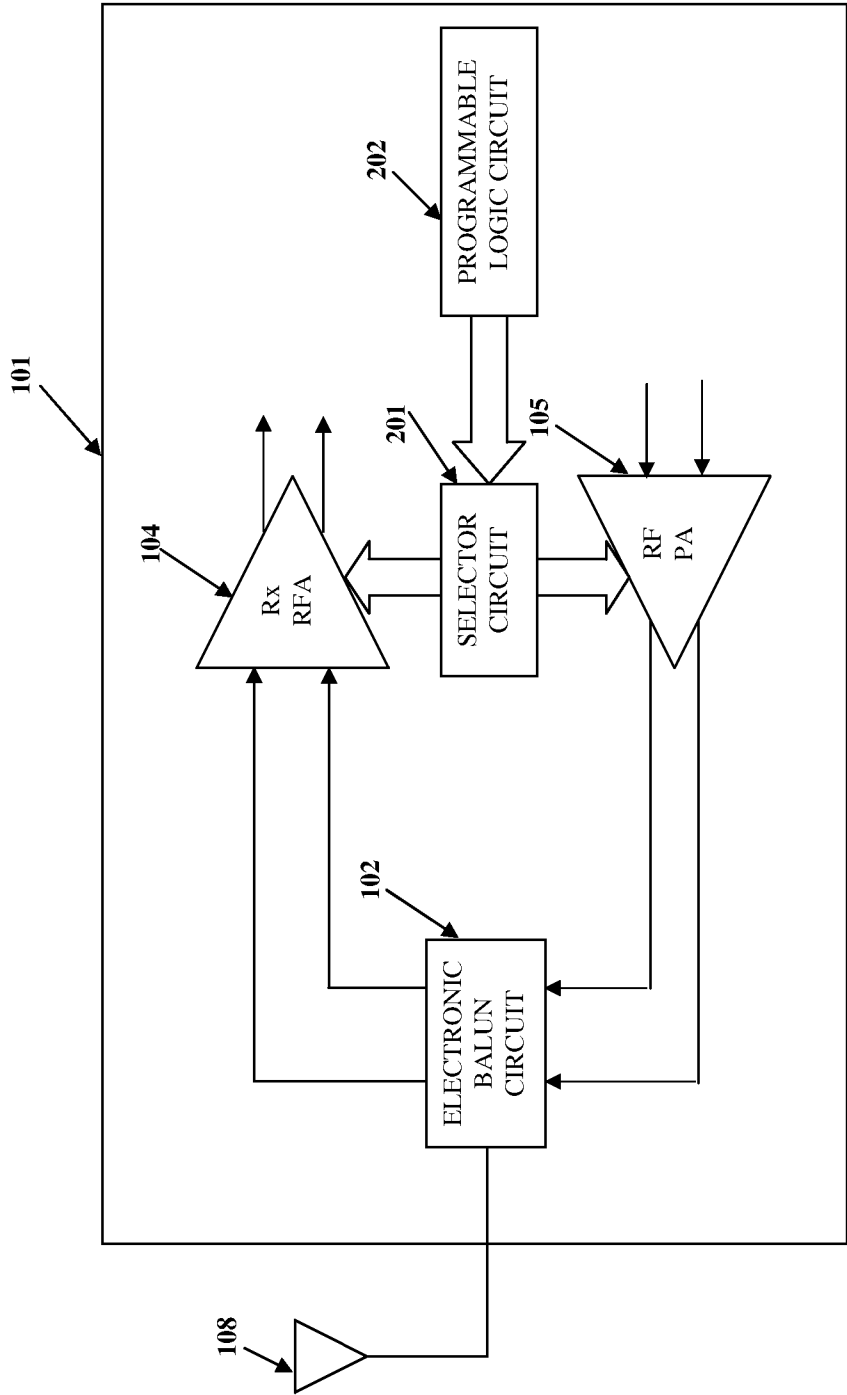 101
104
Rx
RFA
202
PROGRAMMABLE
LOGIC CIRCUIT
201
SELECTOR
CIRCUIT
102
ELECTRONIC
BALUN
CIRCUIT
105
RF
PA
108